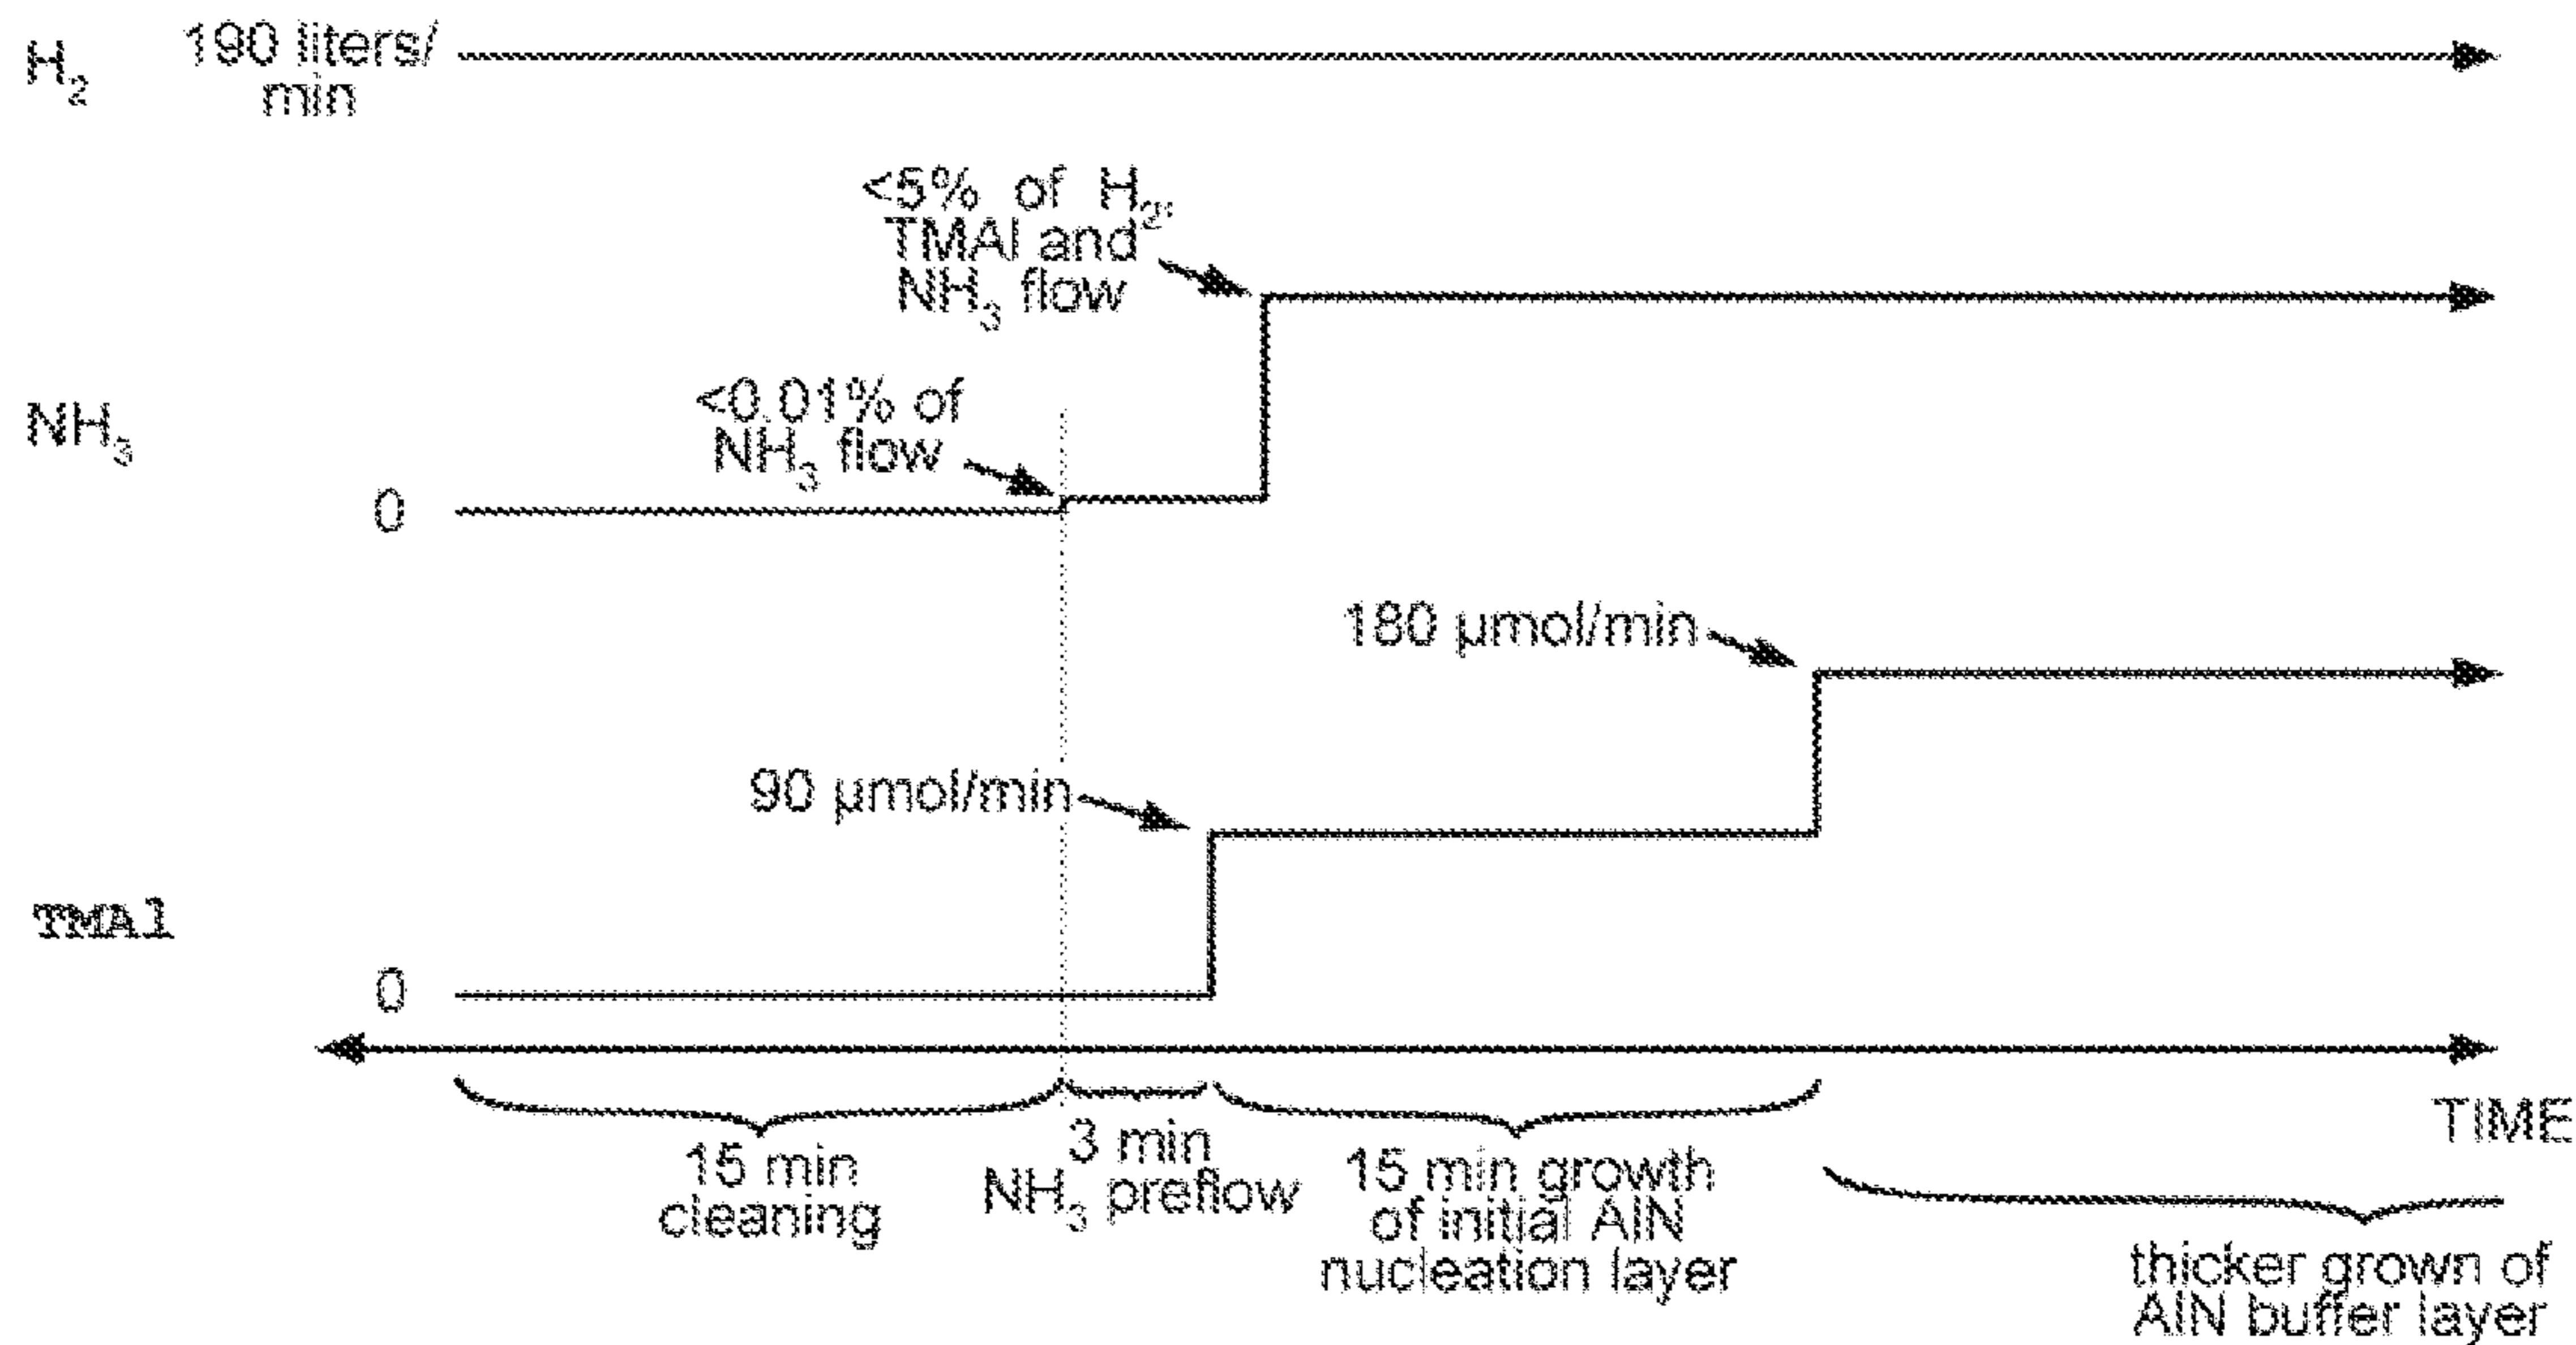 H₂
190 liters/
min
<5% of H₂,
TMAl and
NH₃ flow
<0.01% of
NH₃ flow
NH₃
0
180 µmol/min
90 µmol/min
TMAl
0
TIME
15 min
cleaning
3 min
NH₃ preflow
15 min growth
of initial AlN
nucleation layer
thicker grown of
AlN buffer layer